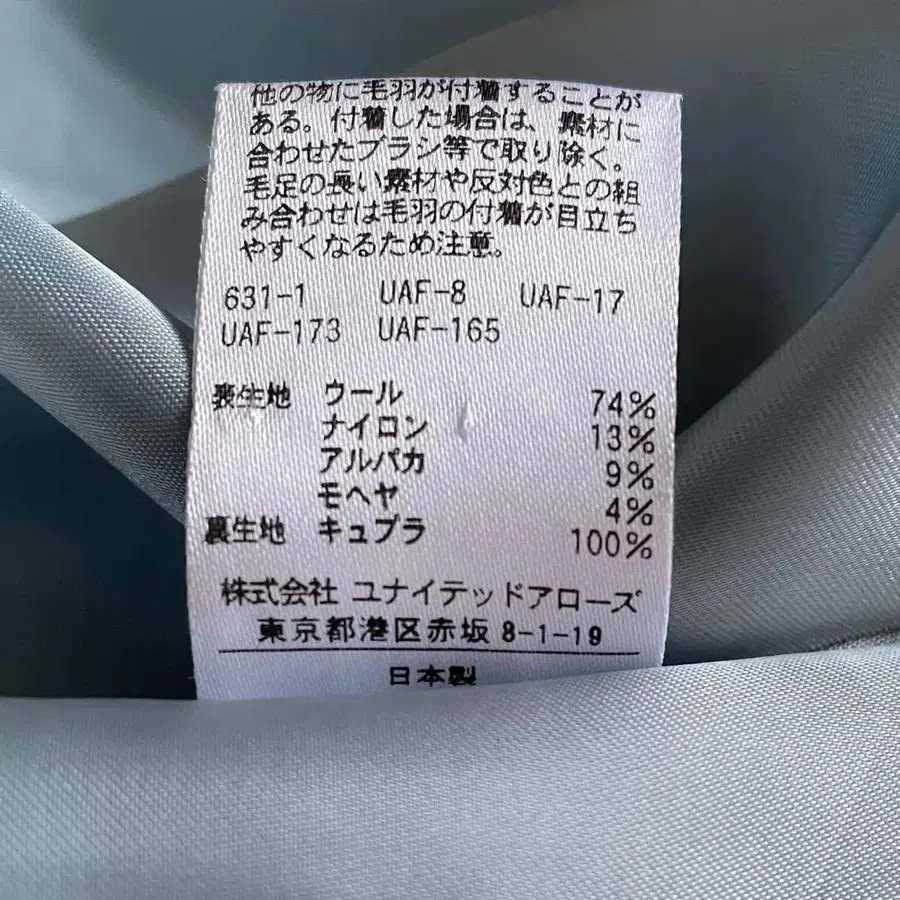 他の物に毛羽が付着することが
ある。付着した場合は、素材に
合わせたブラシ等で取り除く。
毛足の長い素材や反対色との組
み合わせは毛羽の付着が目立ち
やすくなるため注意。
631-1 UAF-8 UAF-17
UAF-173 UAF-165
表生地 ウール 74%
ナイロン 13%
アルパカ 9%
モヘヤ 4%
裏生地 キュプラ 100%
株式会社 ユナイテッドアローズ
東京都港区赤坂 8-1-19
日本製